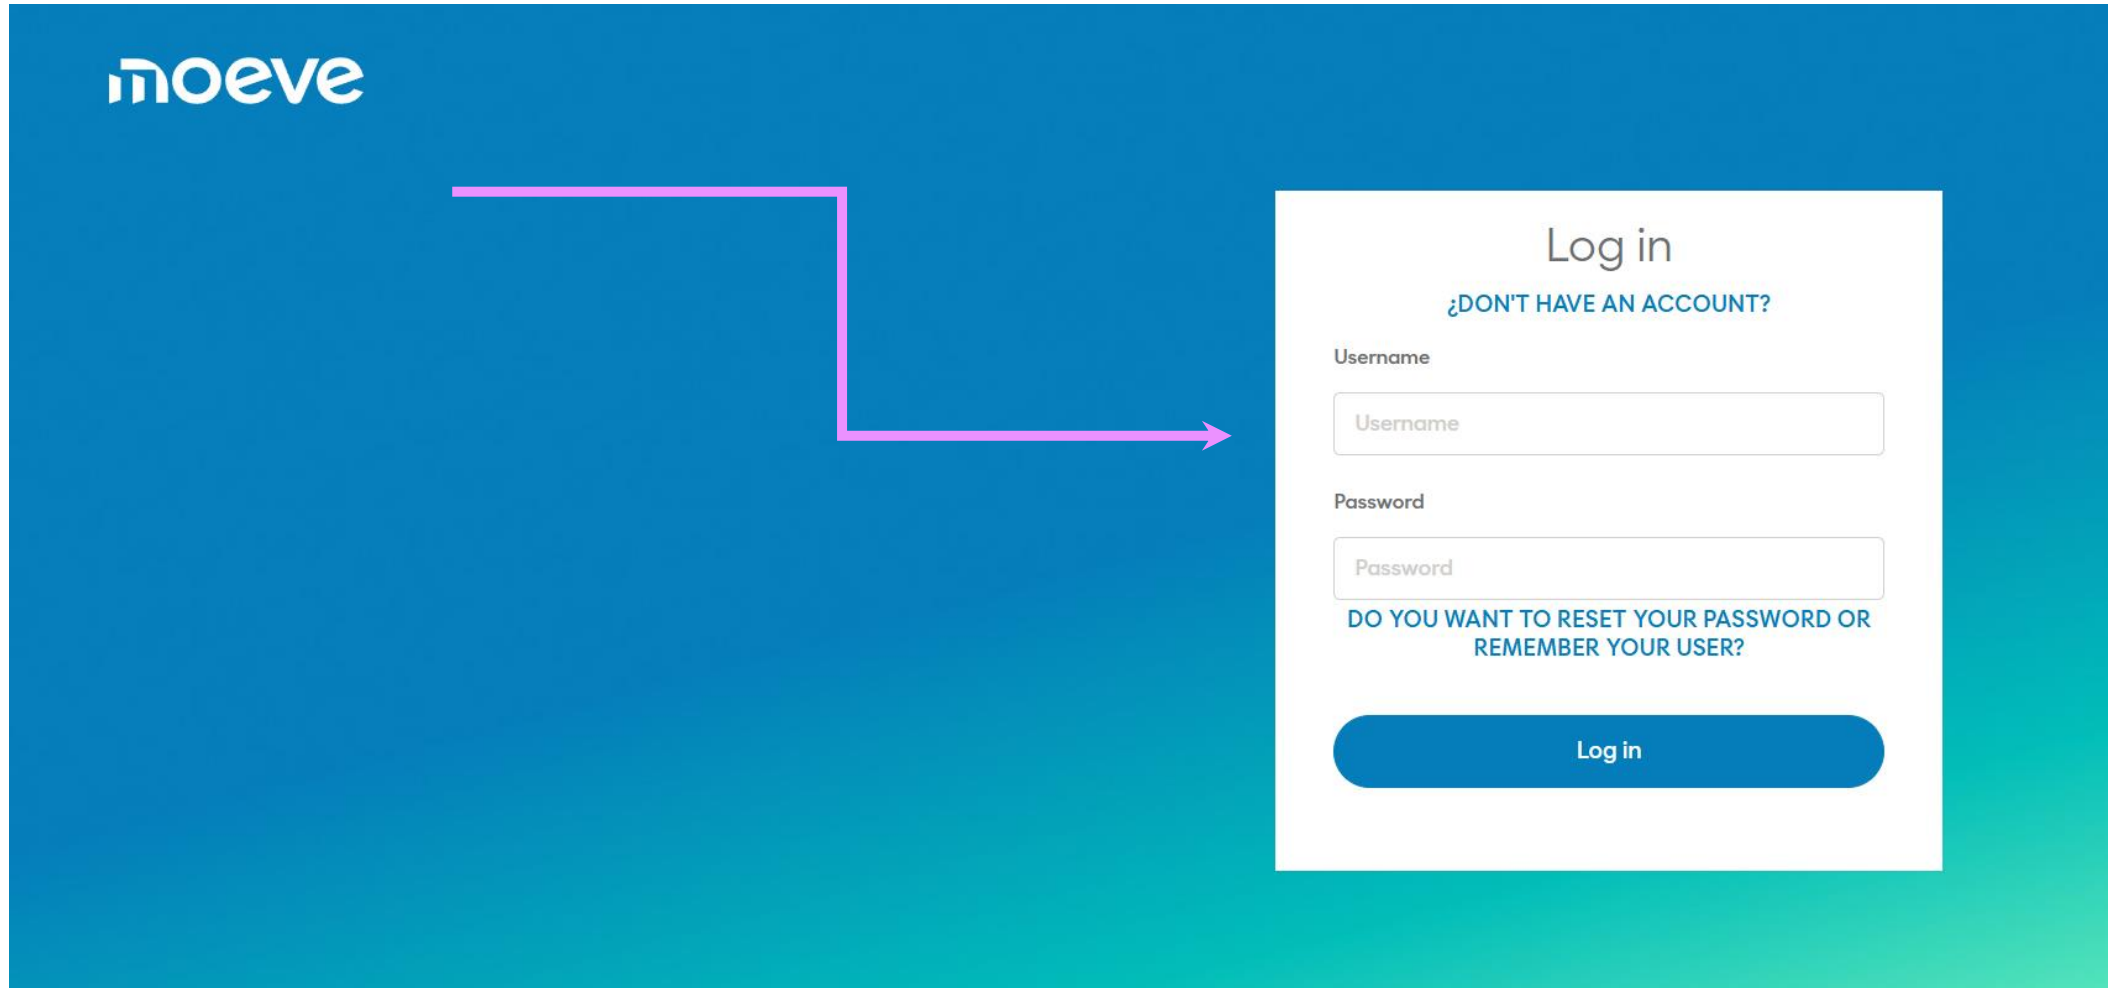 moeve
Log in
¿DON'T HAVE AN ACCOUNT?
Username
Username
Password
Password
DO YOU WANT TO RESET YOUR PASSWORD OR
REMEMBER YOUR USER?
Log in